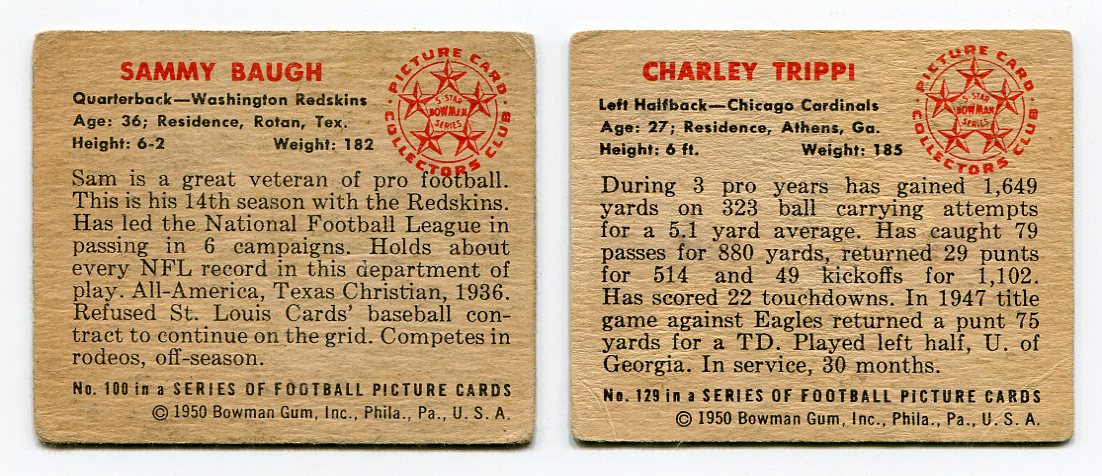 SAMMY BAUGH
Quarterback—Washington Redskins
Age: 36; Residence, Rotan, Tex.
Height: 6-2 Weight: 182
PICTURE CARD
COLLECTORS CLUB
5-STAR
BOWMAN
SERIES
Sam is a great veteran of pro football.
This is his 14th season with the Redskins.
Has led the National Football League in
passing in 6 campaigns. Holds about
every NFL record in this department of
play. All-America, Texas Christian, 1936.
Refused St. Louis Cards' baseball con-
tract to continue on the grid. Competes in
rodeos, off-season.
No. 100 in a SERIES OF FOOTBALL PICTURE CARDS
© 1950 Bowman Gum, Inc., Phila., Pa., U. S. A.
CHARLEY TRIPPI
Left Halfback—Chicago Cardinals
Age: 27; Residence, Athens, Ga.
Height: 6 ft. Weight: 185
PICTURE CARD
COLLECTORS CLUB
5-STAR
BOWMAN
SERIES
During 3 pro years has gained 1,649
yards on 323 ball carrying attempts
for a 5.1 yard average. Has caught 79
passes for 880 yards, returned 29 punts
for 514 and 49 kickoffs for 1,102.
Has scored 22 touchdowns. In 1947 title
game against Eagles returned a punt 75
yards for a TD. Played left half, U. of
Georgia. In service, 30 months.
No. 129 in a SERIES OF FOOTBALL PICTURE CARDS
© 1950 Bowman Gum, Inc., Phila., Pa., U. S. A.